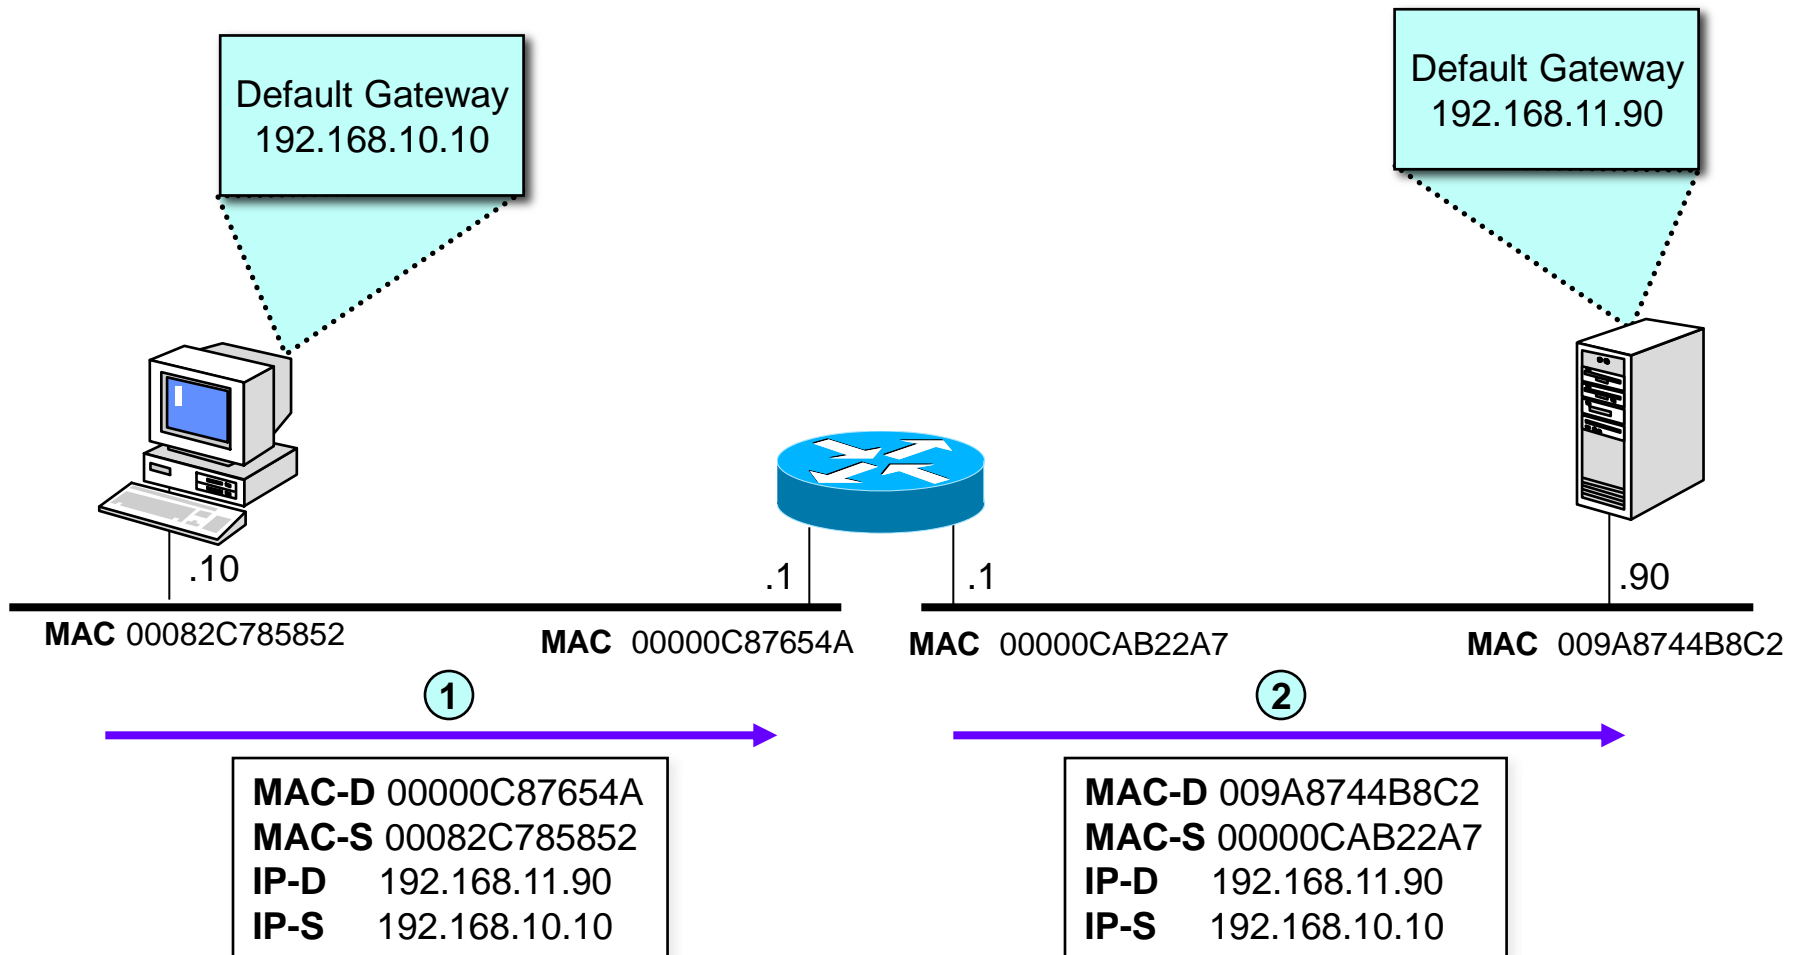 Default Gateway
192.168.10.10
Default Gateway
192.168.11.90
.10
.1
.1
.90
MAC 00082C785852
MAC 00000C87654A
MAC 00000CAB22A7
MAC 009A8744B8C2
1
2
MAC-D 00000C87654A
MAC-S 00082C785852
IP-D 192.168.11.90
IP-S 192.168.10.10
MAC-D 009A8744B8C2
MAC-S 00000CAB22A7
IP-D 192.168.11.90
IP-S 192.168.10.10